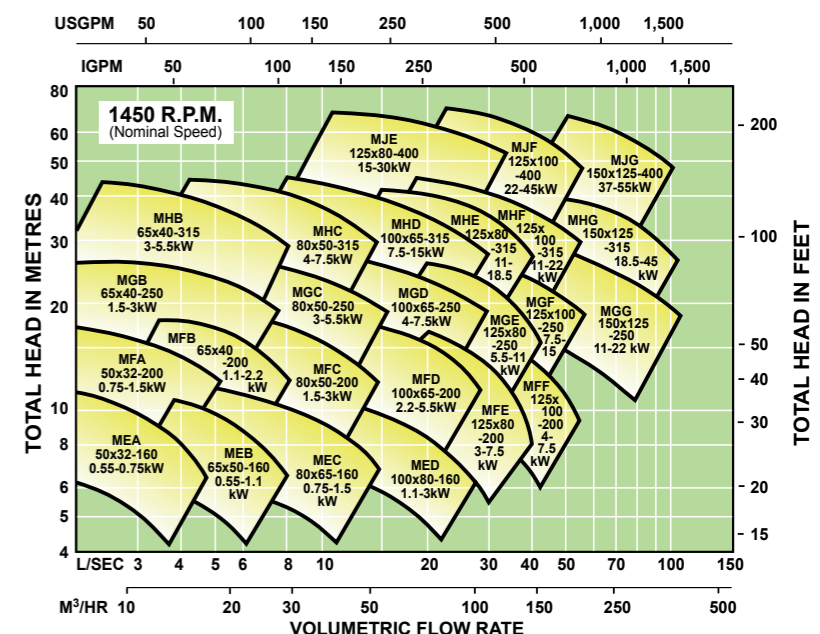 USGPM 50 100 150 250 500 1,000 1,500
IGPM 50 100 150 250 500 1,000 1,500
1450 R.P.M.
(Nominal Speed)
TOTAL HEAD IN METRES
80
60
50
40
30
20
10
8
6
5
4
TOTAL HEAD IN FEET
200
100
50
40
30
20
15
MJE
125x80-400
15-30kW
MJF
125x100
-400
22-45kW
MJG
150x125-400
37-55kW
MHB
65x40-315
3-5.5kW
MHC
80x50-315
4-7.5kW
MHD
100x65-315
7.5-15kW
MHE
125x80
-315
11-
18.5
MHF
125x
100
-315
11-22
kW
MHG
150x125
-315
18.5-45
kW
MGB
65x40-250
1.5-3kW
MGC
80x50-250
3-5.5kW
MGD
100x65-250
4-7.5kW
MGE
125x80
-250
5.5-11
kW
MGF
125x100
-250
7.5-
15
MGG
150x125
-250
11-22 kW
MFA
50x32-200
0.75-1.5kW
MFB
65x40
-200
1.1-2.2
kW
MFC
80x50-200
1.5-3kW
MFD
100x65-200
2.2-5.5kW
MFE
125x80
-200
3-7.5
kW
MFF
125x
100
-200
4-
7.5
kW
MEA
50x32-160
0.55-0.75kW
MEB
65x50-160
0.55-1.1
kW
MEC
80x65-160
0.75-1.5
kW
MED
100x80-160
1.1-3kW
L/SEC 3 4 5 6 8 10 20 30 40 50 70 100 150
M3/HR 10 20 30 50 100 150 250 500
VOLUMETRIC FLOW RATE